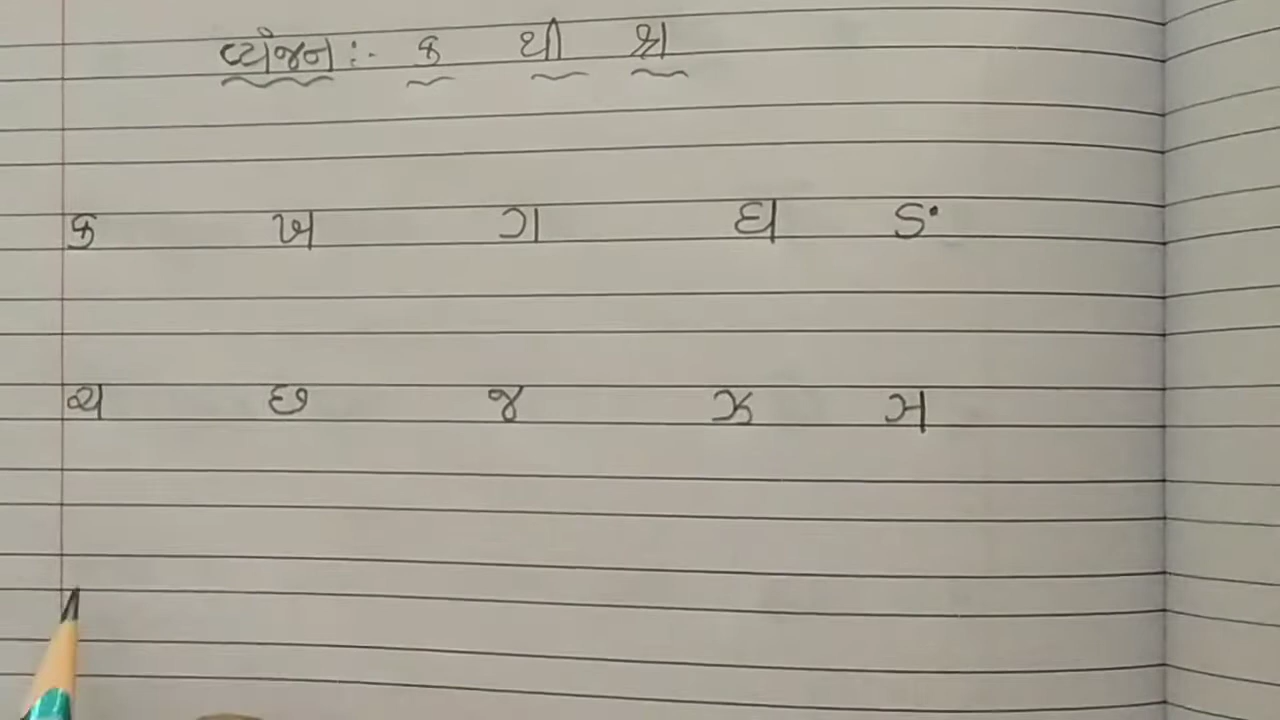 વ્યંજન :- ક થી શ્ર
ક ખ ગ ઘ ઙ
ચ છ જ ઝ ઞ